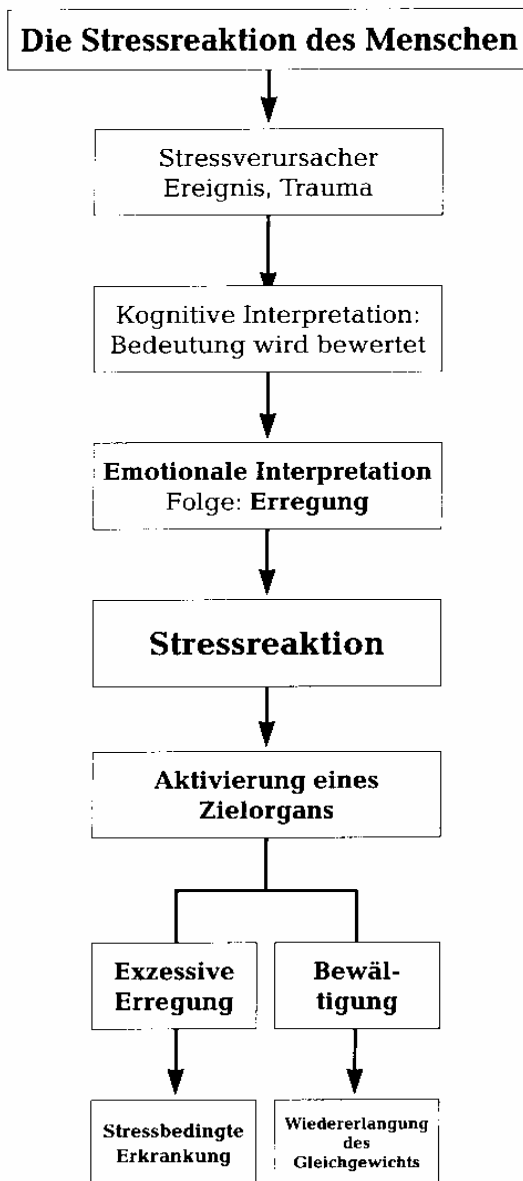 Die Stressreaktion des Menschen
Stressverursacher
Ereignis, Trauma
Kognitive Interpretation:
Bedeutung wird bewertet
Emotionale Interpretation
Folge: Erregung
Stressreaktion
Aktivierung eines
Zielorgans
Exzessive
Erregung
Bewäl-
tigung
Stressbedingte
Erkrankung
Wiedererlangung
des
Gleichgewichts